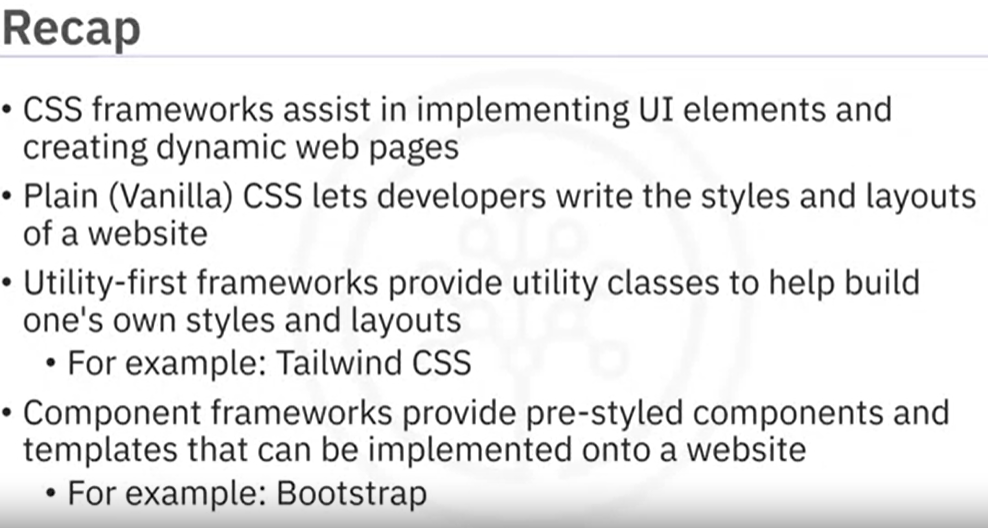 Recap
• CSS frameworks assist in implementing UI elements and
creating dynamic web pages
• Plain (Vanilla) CSS lets developers write the styles and layouts
of a website
• Utility-first frameworks provide utility classes to help build
one's own styles and layouts
• For example: Tailwind CSS
• Component frameworks provide pre-styled components and
templates that can be implemented onto a website
• For example: Bootstrap